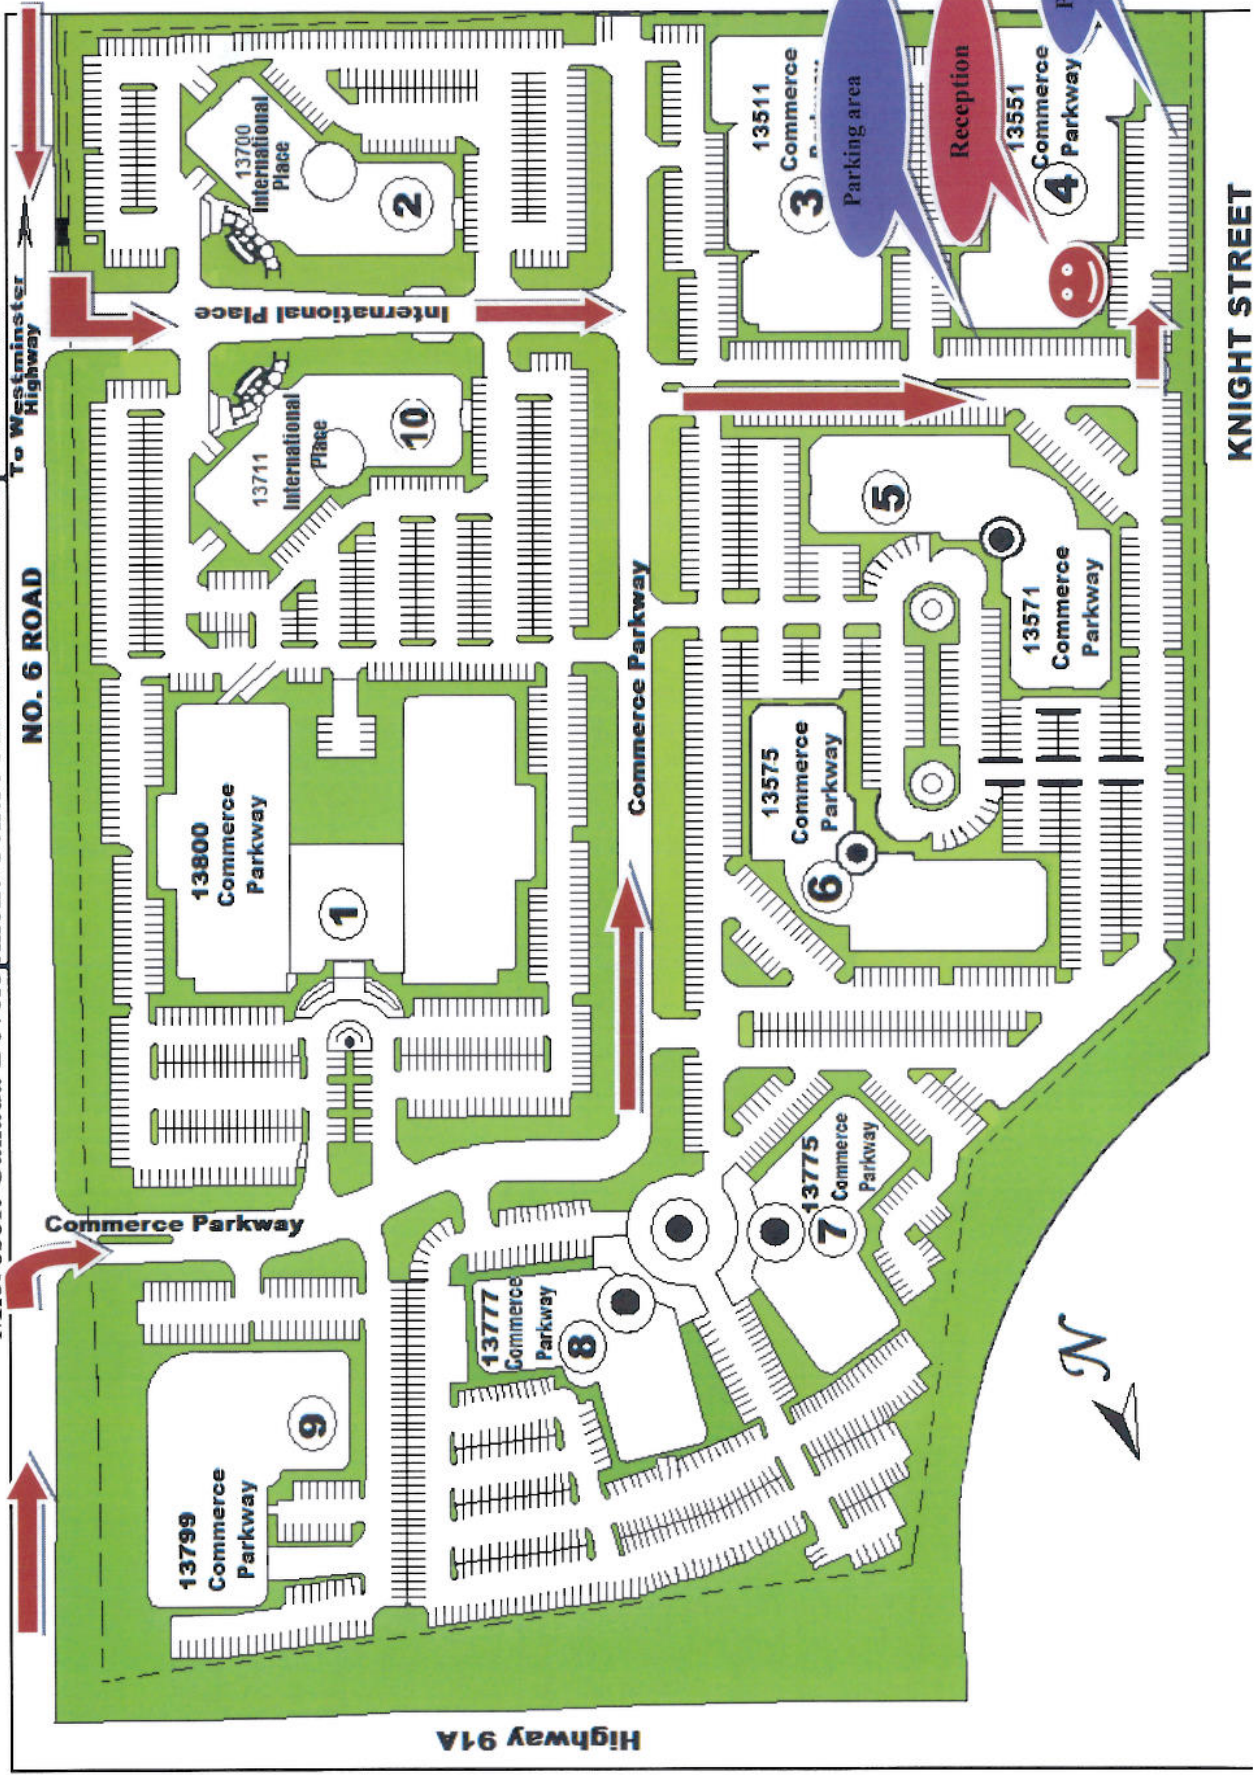 To Westminster
Highway
NO. 6 ROAD
13700
International
Place
2
International Place
13711
International
Place
10
13511
Commerce
3
Parking area
Reception
13551
Commerce
Parkway
4
KNIGHT STREET
5
13571
Commerce
Parkway
Commerce Parkway
13800
Commerce
Parkway
1
13575
Commerce
Parkway
6
Commerce Parkway
13799
Commerce
Parkway
9
13777
Commerce
Parkway
8
13775
Commerce
Parkway
7
N
Highway 91A